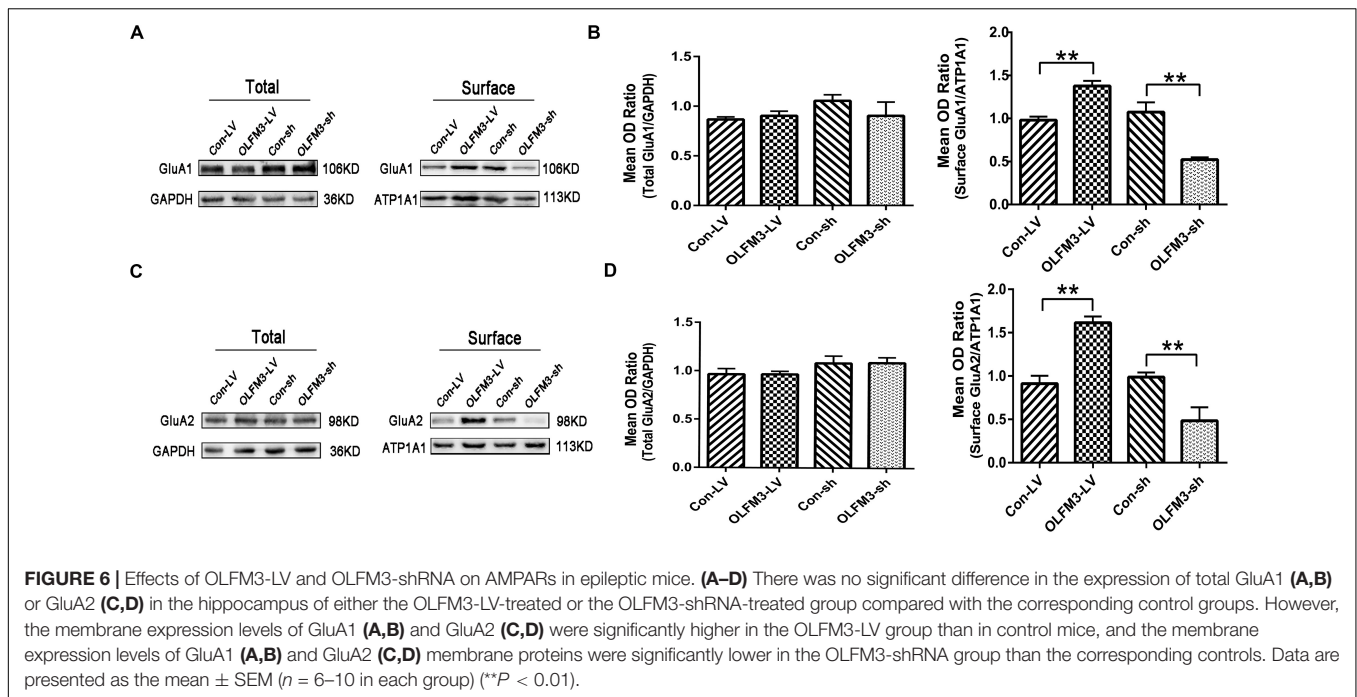 A
Total
Surface
Con-LV OLFM3-LV Con-sh OLFM3-sh
Con-LV OLFM3-LV Con-sh OLFM3-sh
GluA1 106KD
GluA1 106KD
GAPDH 36KD
ATP1A1 113KD
B
Mean OD Ratio
(Total GluA1/GAPDH)
1.5
1.0
0.5
0.0
Con-LV OLFM3-LV Con-sh OLFM3-sh
Mean OD Ratio
(Surface GluA1/ATP1A1)
2.0
1.5
1.0
0.5
0.0
** **
Con-LV OLFM3-LV Con-sh OLFM3-sh
C
Total
Surface
Con-LV OLFM3-LV Con-sh OLFM3-sh
Con-LV OLFM3-LV Con-sh OLFM3-sh
GluA2 98KD
GluA2 98KD
GAPDH 36KD
ATP1A1 113KD
D
Mean OD Ratio
(Total GluA2/GAPDH)
1.5
1.0
0.5
0.0
Con-LV OLFM3-LV Con-sh OLFM3-sh
Mean OD Ratio
(Surface GluA2/ATP1A1)
2.0
1.5
1.0
0.5
0.0
** **
Con-LV OLFM3-LV Con-sh OLFM3-sh
FIGURE 6 | Effects of OLFM3-LV and OLFM3-shRNA on AMPARs in epileptic mice. (A–D) There was no significant difference in the expression of total GluA1 (A,B)
or GluA2 (C,D) in the hippocampus of either the OLFM3-LV-treated or the OLFM3-shRNA-treated group compared with the corresponding control groups. However,
the membrane expression levels of GluA1 (A,B) and GluA2 (C,D) were significantly higher in the OLFM3-LV group than in control mice, and the membrane
expression levels of GluA1 (A,B) and GluA2 (C,D) membrane proteins were significantly lower in the OLFM3-shRNA group than the corresponding controls. Data are
presented as the mean ± SEM (n = 6–10 in each group) (**P < 0.01).